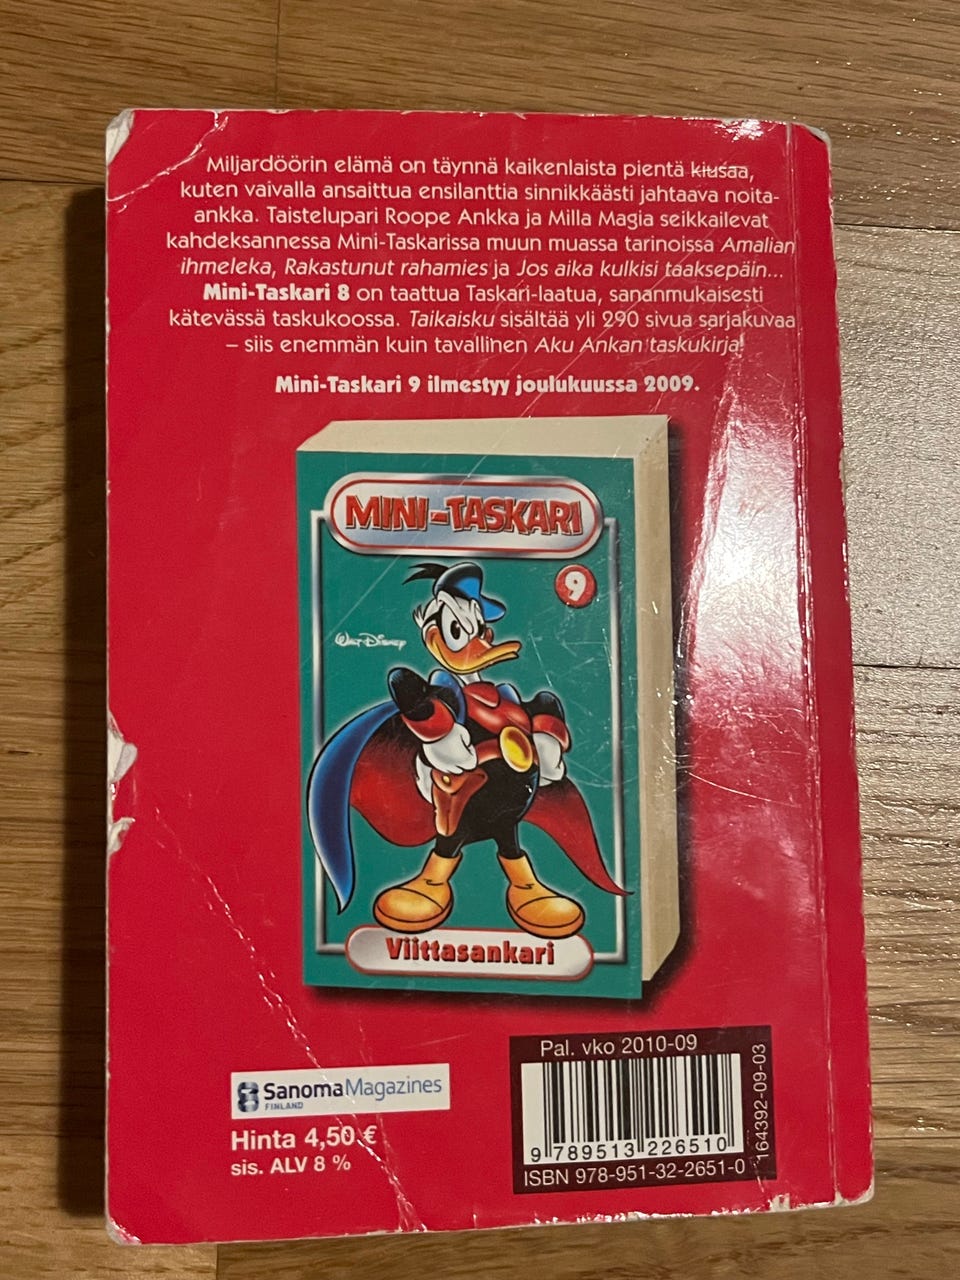 Miljardöörin elämä on täynnä kaikenlaista pientä kiusaa,
kuten vaivalla ansaittua ensilanttia sinnikkäästi jahtaava noita-
ankka. Taistelupari Roope Ankka ja Milla Magia seikkailevat
kahdeksannessa Mini-Taskarissa muun muassa tarinoissa Amalian
ihmeleka, Rakastunut rahamies ja Jos aika kulkisi taaksepäin...
Mini-Taskari 8 on taattua Taskari-laatua, sananmukaisesti
kätevässä taskukoossa. Taikaisku sisältää yli 290 sivua sarjakuvaa
– siis enemmän kuin tavallinen Aku Ankan taskukirja!
Mini-Taskari 9 ilmestyy joulukuussa 2009.
MINI-TASKARI
9
WALT DISNEY
Viittasankari
SanomaMagazines
FINLAND
Hinta 4,50 €
sis. ALV 8 %
Pal. vko 2010-09
9 789513 226510
ISBN 978-951-32-2651-0
164392-09-03